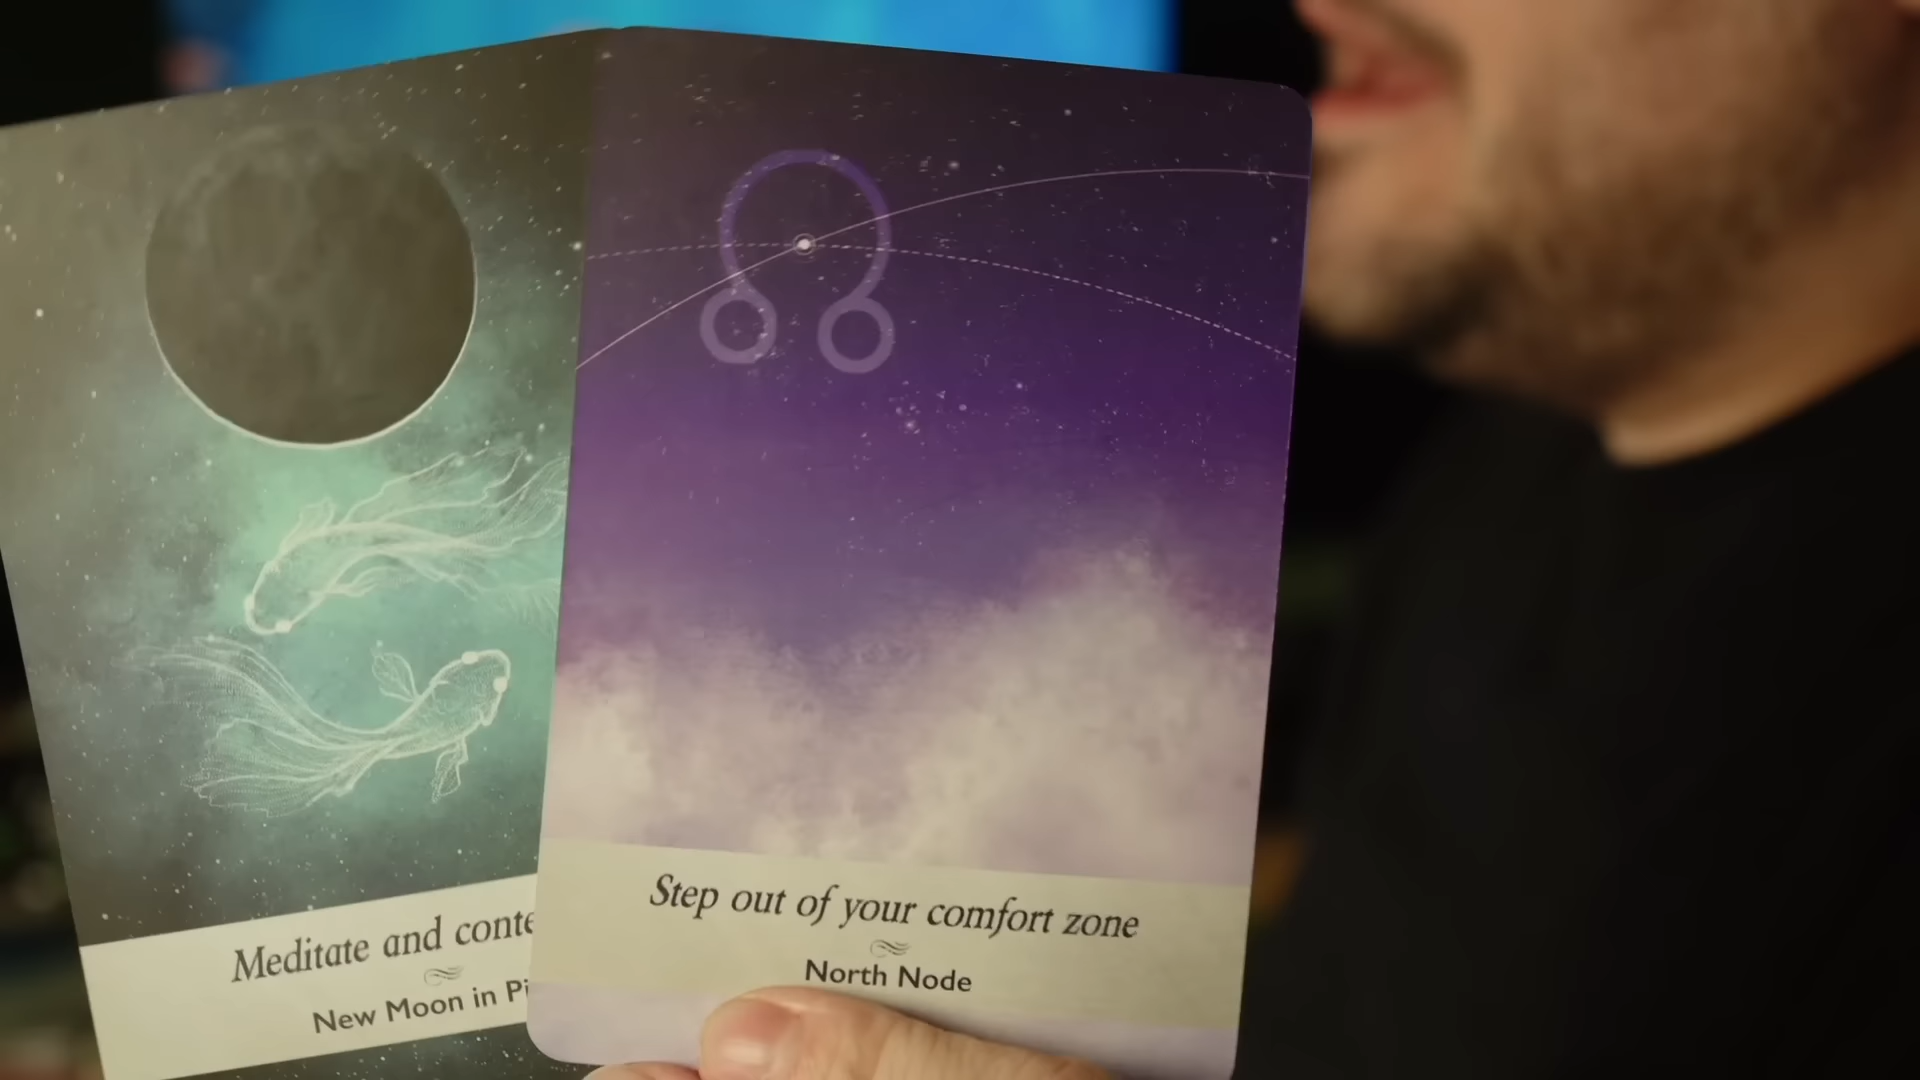 Meditate and conte
New Moon in Pi
Step out of your comfort zone
North Node